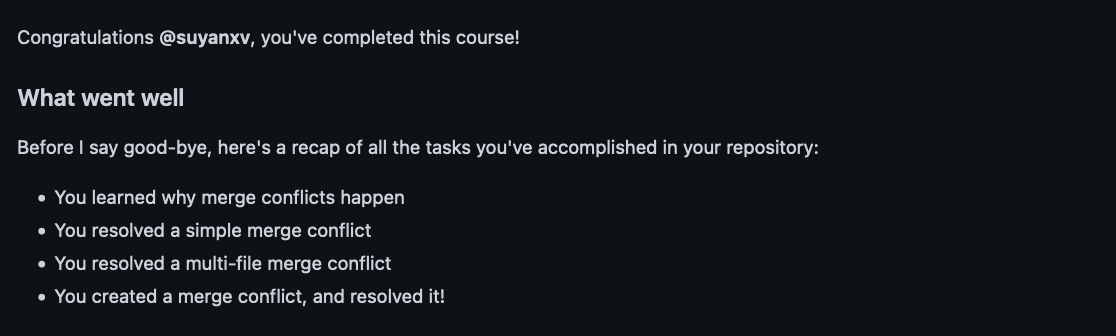 Congratulations @suyanxv, you've completed this course!
What went well
Before I say good-bye, here's a recap of all the tasks you've accomplished in your repository:
• You learned why merge conflicts happen
• You resolved a simple merge conflict
• You resolved a multi-file merge conflict
• You created a merge conflict, and resolved it!